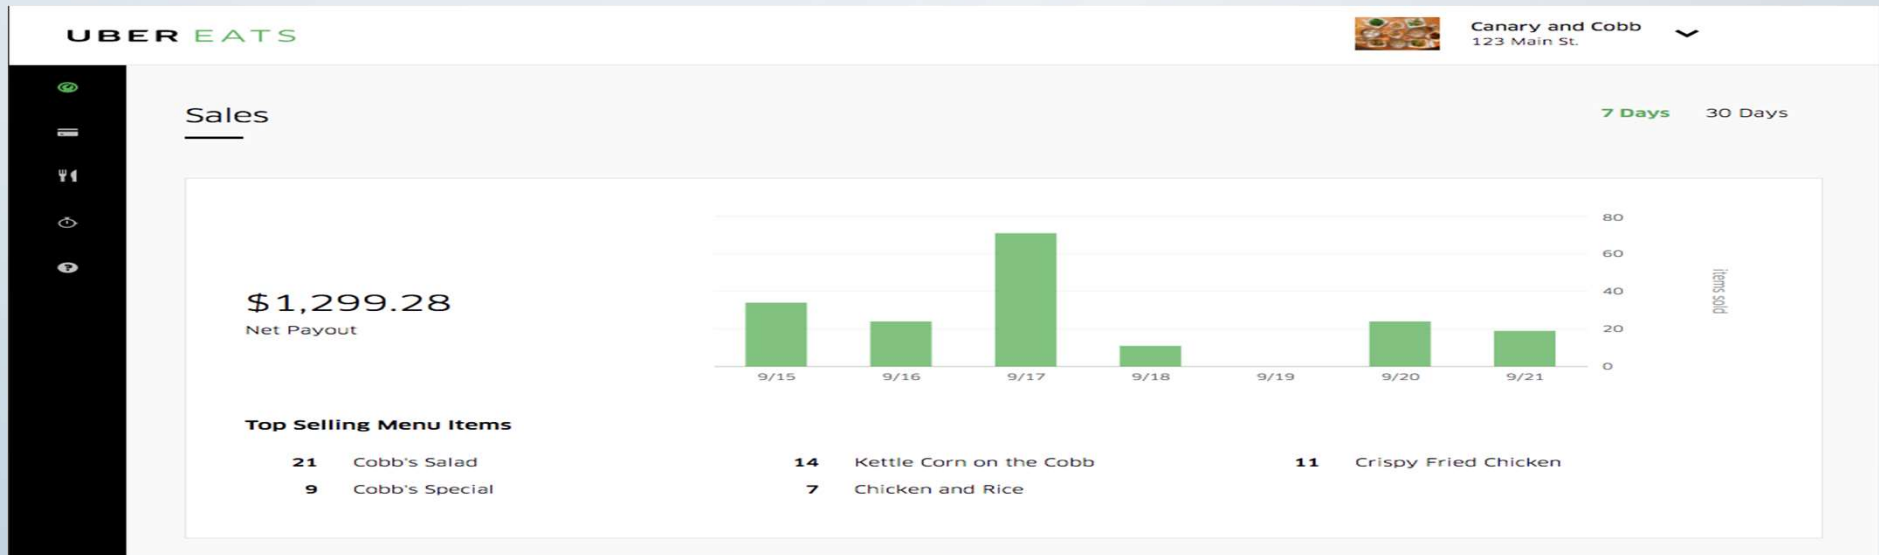 UBER EATS
Canary and Cobb
123 Main St.
Sales
7 Days 30 Days
80
60
40
20
0
items sold
$1,299.28
Net Payout
9/15 9/16 9/17 9/18 9/19 9/20 9/21
Top Selling Menu Items
21 Cobb's Salad 14 Kettle Corn on the Cobb 11 Crispy Fried Chicken
9 Cobb's Special 7 Chicken and Rice